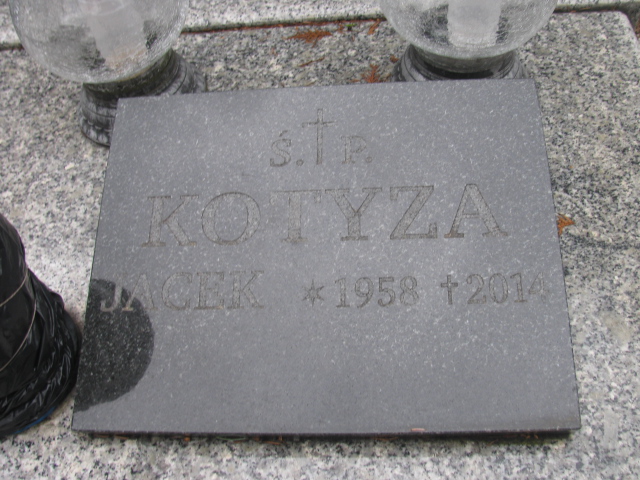 Ś. † P.
KOTYZA
JACEK * 1958 † 2014